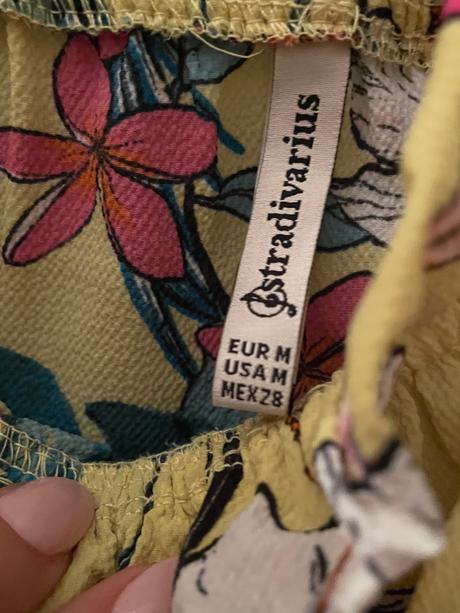 stradivarius
EUR M
USA M
MEX 28